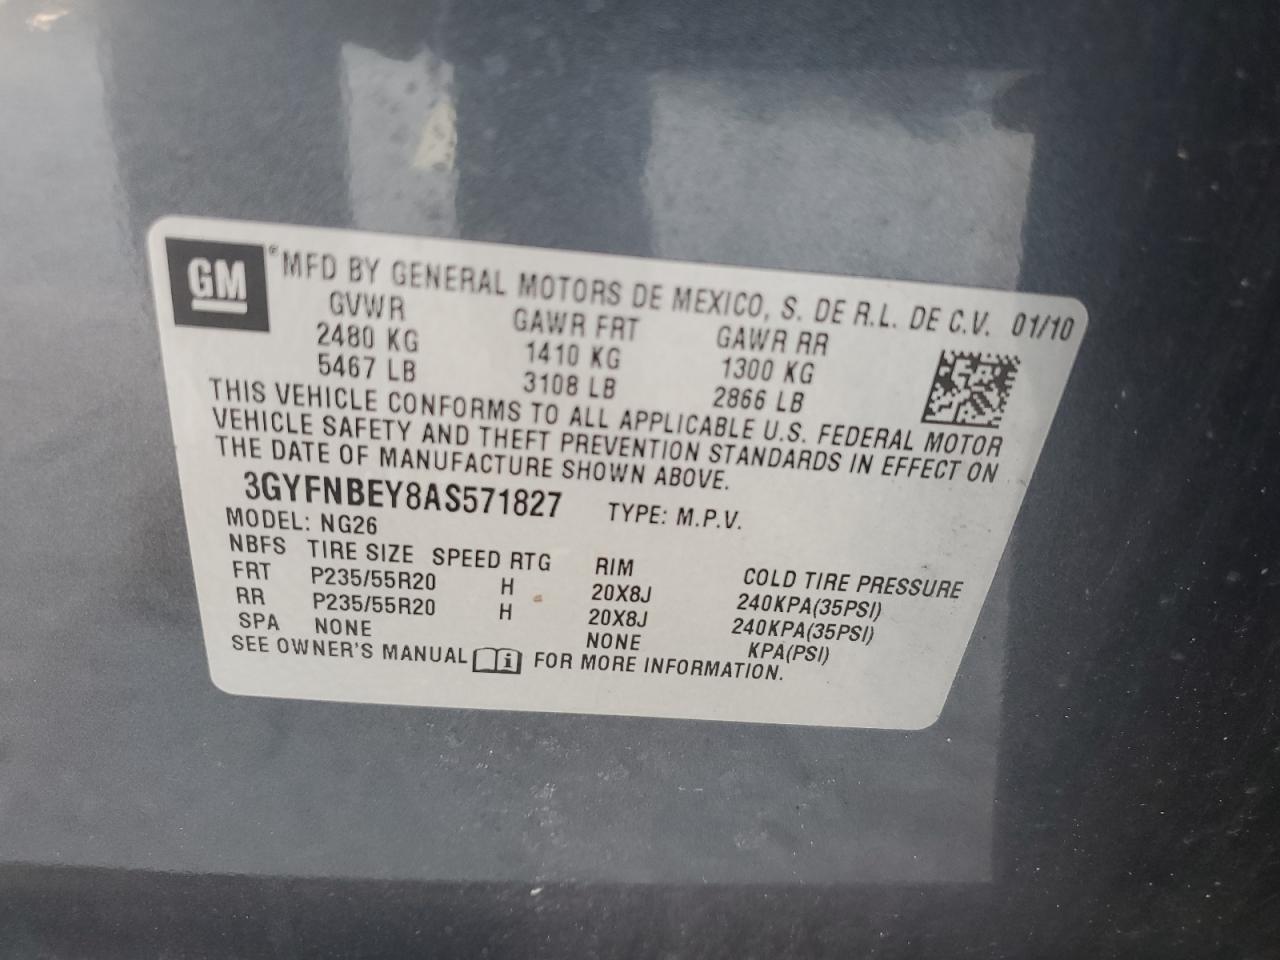 GM
® MFD BY GENERAL MOTORS DE MEXICO, S. DE R.L. DE C.V. 01/10
GVWR GAWR FRT GAWR RR
2480 KG 1410 KG 1300 KG
5467 LB 3108 LB 2866 LB
THIS VEHICLE CONFORMS TO ALL APPLICABLE U.S. FEDERAL MOTOR
VEHICLE SAFETY AND THEFT PREVENTION STANDARDS IN EFFECT ON
THE DATE OF MANUFACTURE SHOWN ABOVE.
3GYFNBEY8AS571827 TYPE: M.P.V.
MODEL: NG26
NBFS TIRE SIZE SPEED RTG RIM COLD TIRE PRESSURE
FRT P235/55R20 H 20X8J 240KPA(35PSI)
RR P235/55R20 H 20X8J 240KPA(35PSI)
SPA NONE NONE KPA(PSI)
SEE OWNER'S MANUAL i FOR MORE INFORMATION.